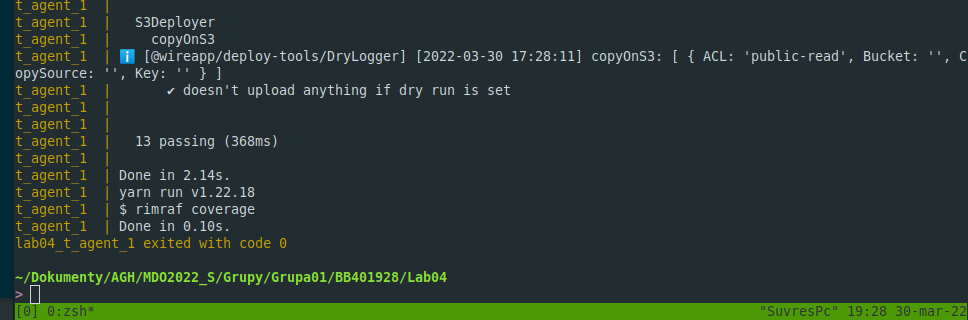 t_agent_1  |
t_agent_1  |   S3Deployer
t_agent_1  |     copyOnS3
t_agent_1  | ℹ️ [@wireapp/deploy-tools/DryLogger] [2022-03-30 17:28:11] copyOnS3: [ { ACL: 'public-read', Bucket: '', C
opySource: '', Key: '' } ]
t_agent_1  |       ✔ doesn't upload anything if dry run is set
t_agent_1  |
t_agent_1  |
t_agent_1  |   13 passing (368ms)
t_agent_1  |
t_agent_1  | Done in 2.14s.
t_agent_1  | yarn run v1.22.18
t_agent_1  | $ rimraf coverage
t_agent_1  | Done in 0.10s.
lab04_t_agent_1 exited with code 0
~/Dokumenty/AGH/MDO2022_S/Grupy/Grupa01/BB401928/Lab04
>
[0] 0:zsh* "SuvresPc" 19:28 30-mar-22